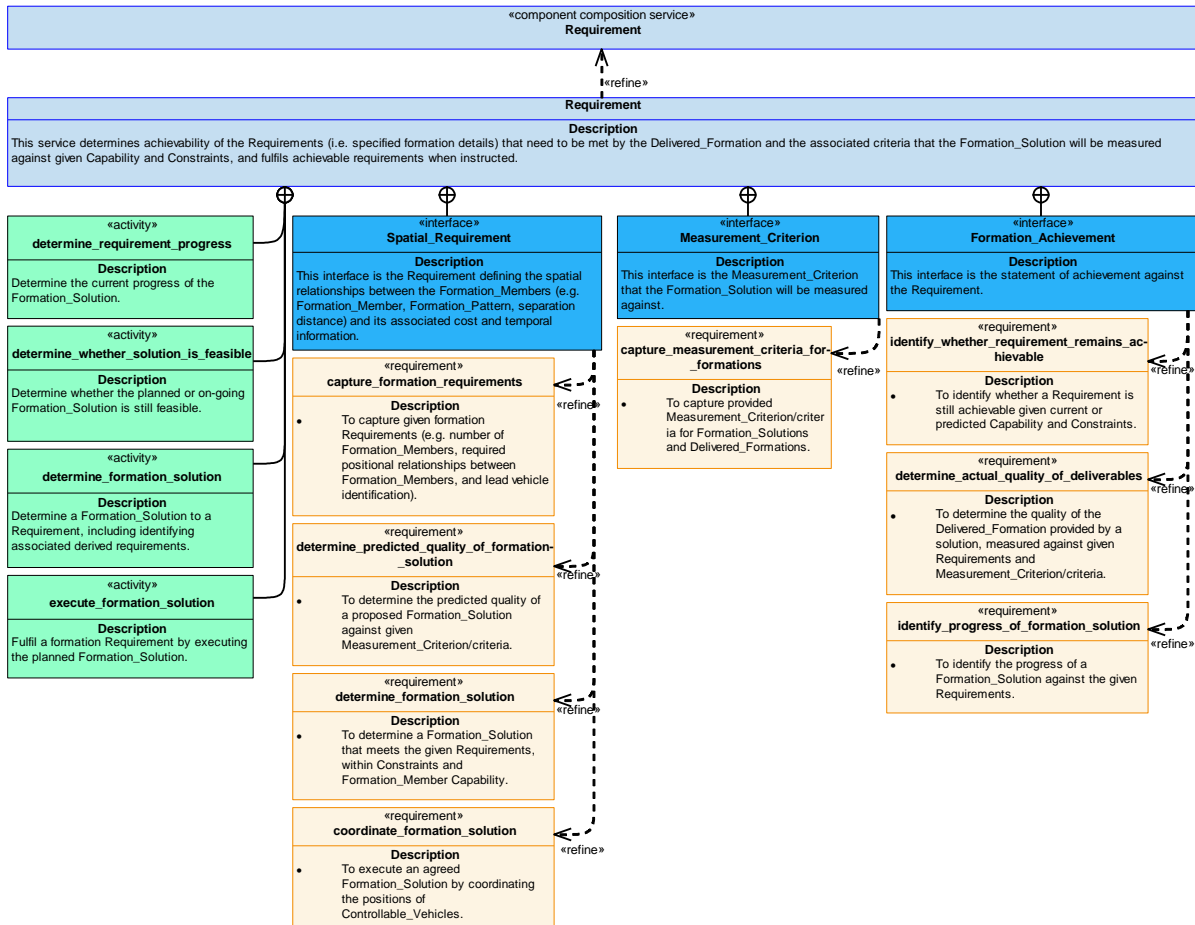 «component composition service»
Requirement
«refine»
Requirement
Description
This service determines achievability of the Requirements (i.e. specified formation details) that need to be met by the Delivered_Formation and the associated criteria that the Formation_Solution will be measured
against given Capability and Constraints, and fulfils achievable requirements when instructed.
«activity»
determine_requirement_progress
Description
Determine the current progress of the
Formation_Solution.
«activity»
determine_whether_solution_is_feasible
Description
Determine whether the planned or on-going
Formation_Solution is still feasible.
«activity»
determine_formation_solution
Description
Determine a Formation_Solution to a
Requirement, including identifying
associated derived requirements.
«activity»
execute_formation_solution
Description
Fulfil a formation Requirement by executing
the planned Formation_Solution.
«interface»
Spatial_Requirement
Description
This interface is the Requirement defining the spatial
relationships between the Formation_Members (e.g.
Formation_Member, Formation_Pattern, separation
distance) and its associated cost and temporal
information.
«requirement»
capture_formation_requirements
Description
• To capture given formation
Requirements (e.g. number of
Formation_Members, required
positional relationships between
Formation_Members, and lead vehicle
identification).
«refine»
«requirement»
determine_predicted_quality_of_formation-
_solution
Description
• To determine the predicted quality of
a proposed Formation_Solution
against given
Measurement_Criterion/criteria.
«refine»
«requirement»
determine_formation_solution
Description
• To determine a Formation_Solution
that meets the given Requirements,
within Constraints and
Formation_Member Capability.
«refine»
«requirement»
coordinate_formation_solution
Description
• To execute an agreed
Formation_Solution by coordinating
the positions of
Controllable_Vehicles.
«refine»
«interface»
Measurement_Criterion
Description
This interface is the Measurement_Criterion
that the Formation_Solution will be measured
against.
«requirement»
capture_measurement_criteria_for-
_formations
Description
• To capture provided
Measurement_Criterion/criter
ia for Formation_Solutions
and Delivered_Formations.
«refine»
«interface»
Formation_Achievement
Description
This interface is the statement of achievement against
the Requirement.
«requirement»
identify_whether_requirement_remains_ac-
hievable
Description
• To identify whether a Requirement is
still achievable given current or
predicted Capability and Constraints.
«refine»
«requirement»
determine_actual_quality_of_deliverables
Description
• To determine the quality of the
Delivered_Formation provided by a
solution, measured against given
Requirements and
Measurement_Criterion/criteria.
«refine»
«requirement»
identify_progress_of_formation_solution
Description
• To identify the progress of a
Formation_Solution against the given
Requirements.
«refine»